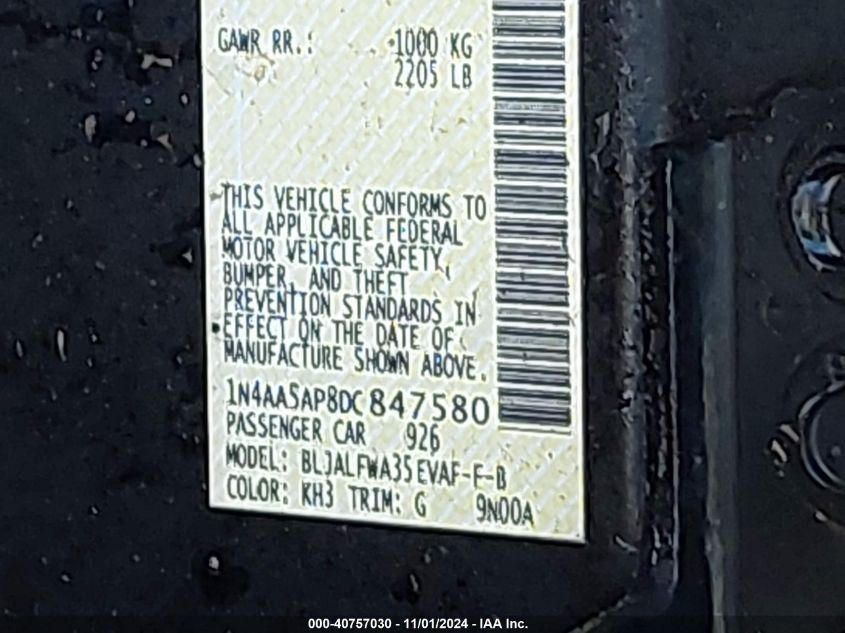 GAWR RR.: 1000 KG
2205 LB
THIS VEHICLE CONFORMS TO
ALL APPLICABLE FEDERAL
MOTOR VEHICLE SAFETY,
BUMPER, AND THEFT
PREVENTION STANDARDS IN
EFFECT ON THE DATE OF
MANUFACTURE SHOWN ABOVE.
1N4AA5AP8DC847580
PASSENGER CAR 926
MODEL: BLJALFWA35EVAF-F-B
COLOR: KH3 TRIM: G 9N00A
000-40757030 - 11/01/2024 - IAA Inc.